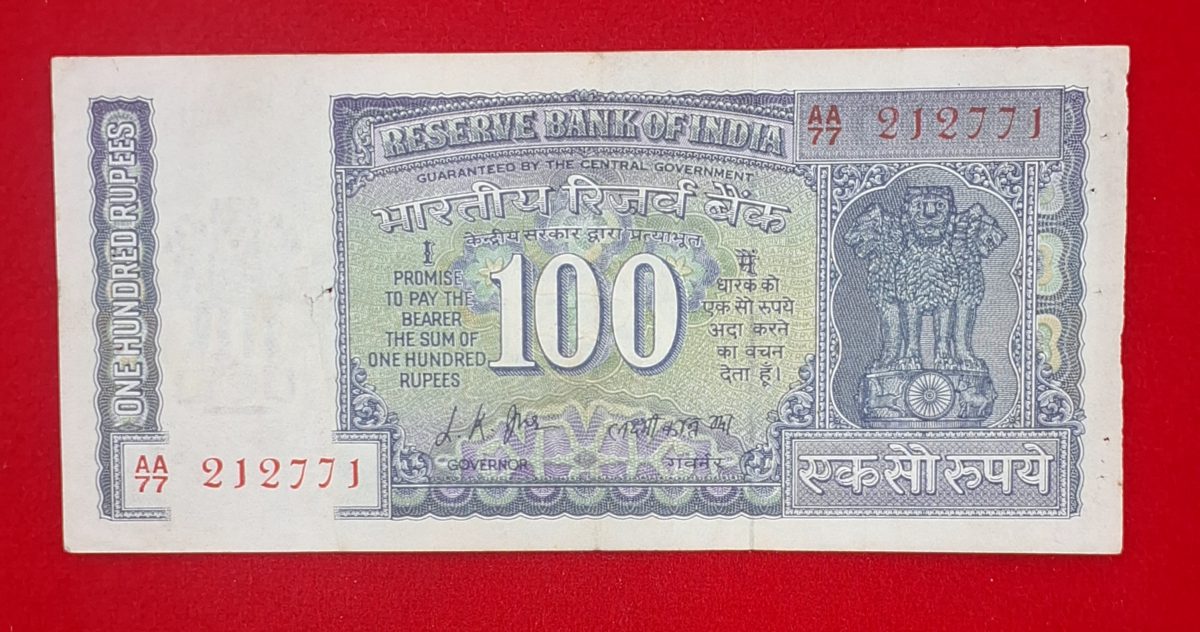 ONE HUNDRED RUPEES
RESERVE BANK OF INDIA
AA
77 212771
GUARANTEED BY THE CENTRAL GOVERNMENT
भारतीय रिज़र्व बैंक
केन्द्रीय सरकार द्वारा प्रत्याभूत
I
PROMISE
TO PAY THE
BEARER
THE SUM OF
ONE HUNDRED
RUPEES
100
मैं
धारक को
एक सौ रुपये
अदा करने
का वचन
देता हूँ।
L. K. Jha
लक्ष्मी कान्त झा
GOVERNOR
गवर्नर
AA
77 212771
एक सौ रुपये